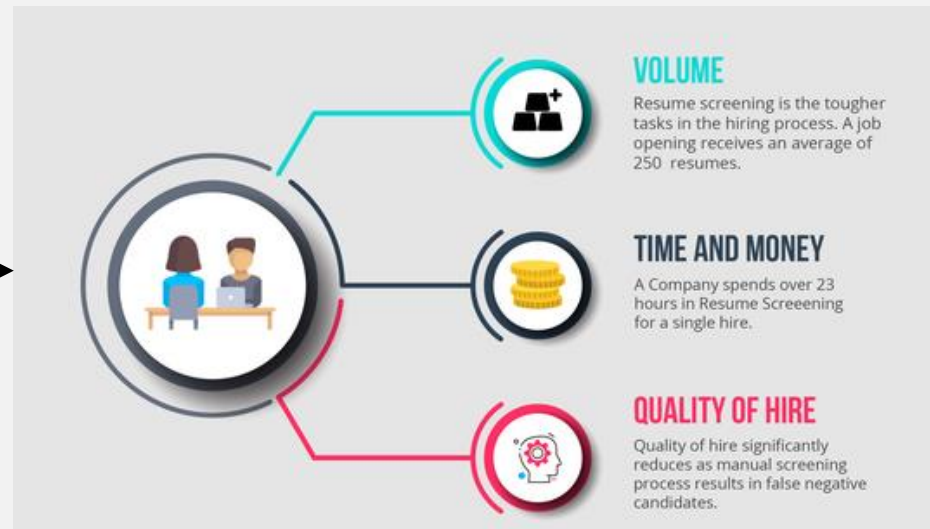 VOLUME
Resume screening is the tougher
tasks in the hiring process. A job
opening receives an average of
250 resumes.
TIME AND MONEY
A Company spends over 23
hours in Resume Screeening
for a single hire.
QUALITY OF HIRE
Quality of hire significantly
reduces as manual screening
process results in false negative
candidates.